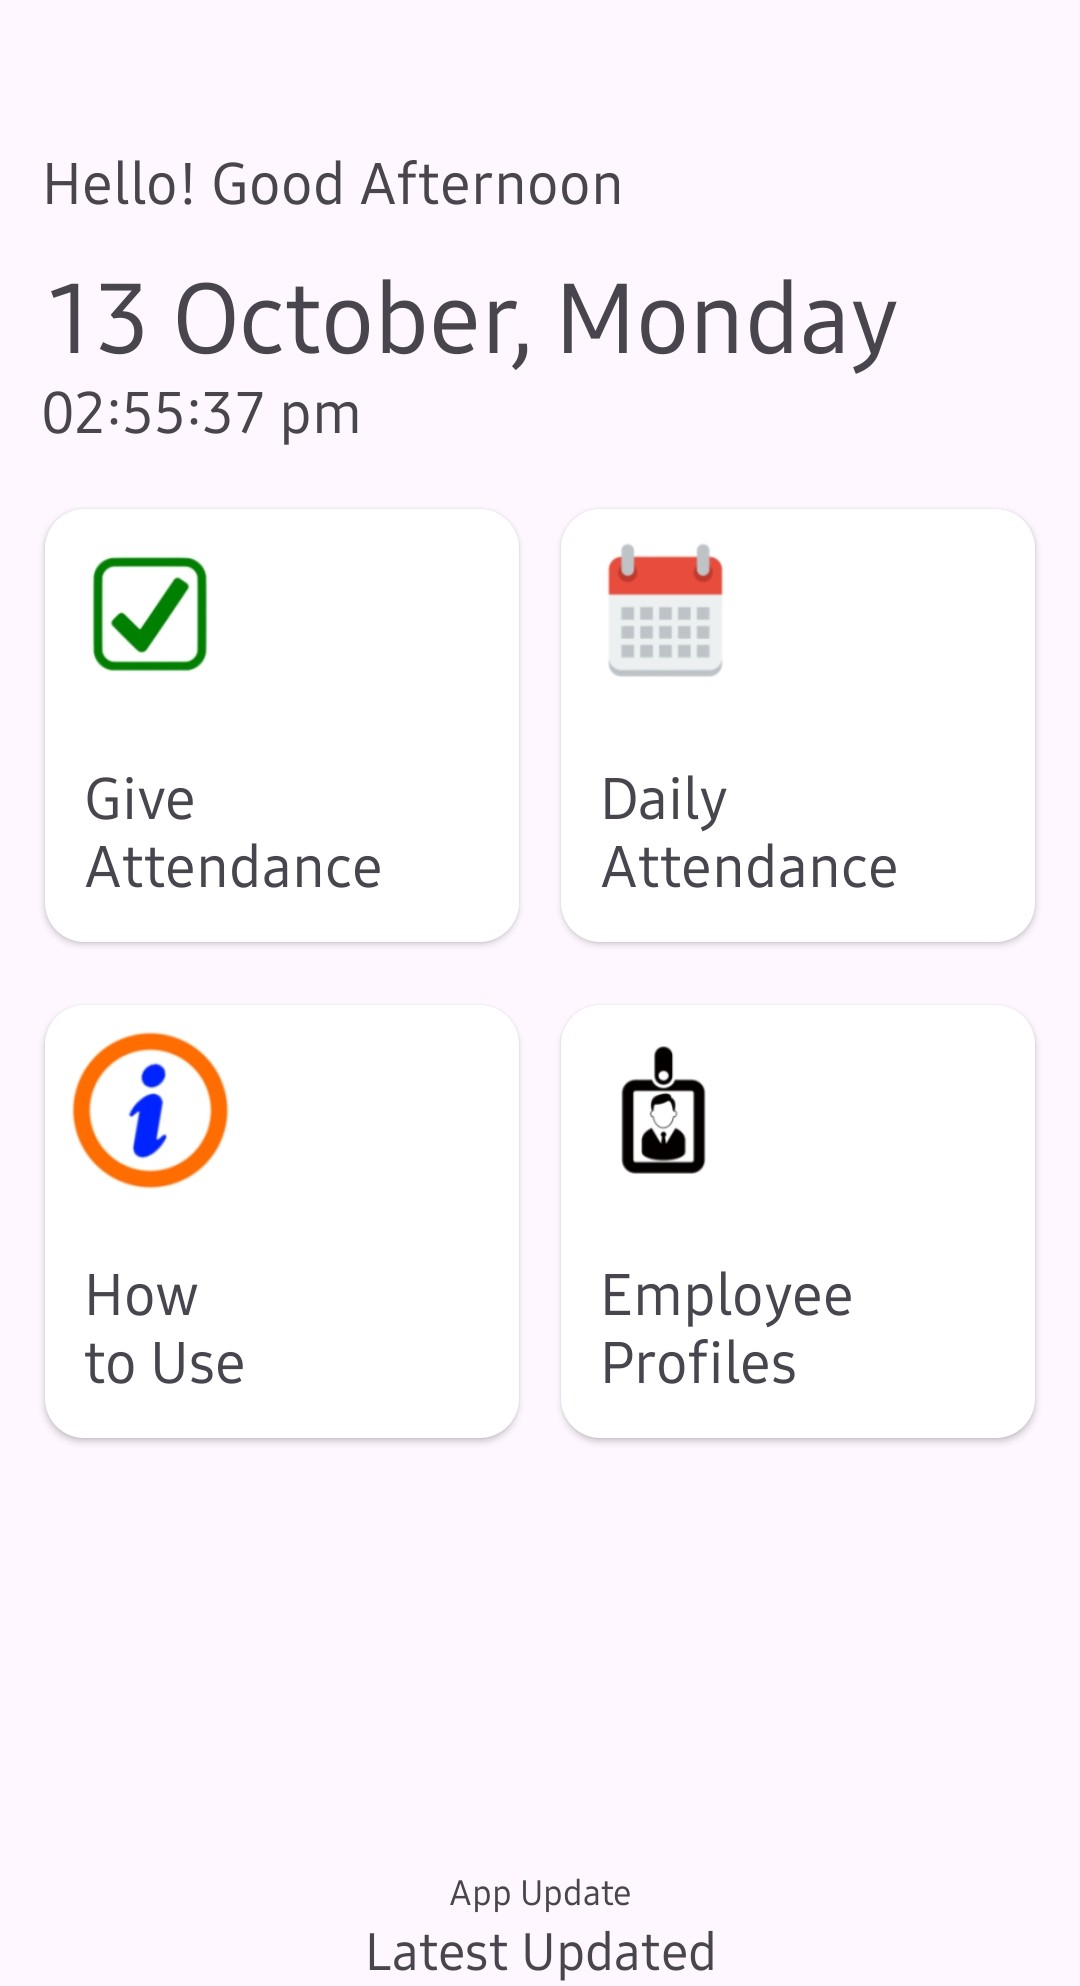 Hello! Good Afternoon
13 October, Monday
02:55:37 pm
Give
Attendance
Daily
Attendance
How
to Use
Employee
Profiles
App Update
Latest Updated